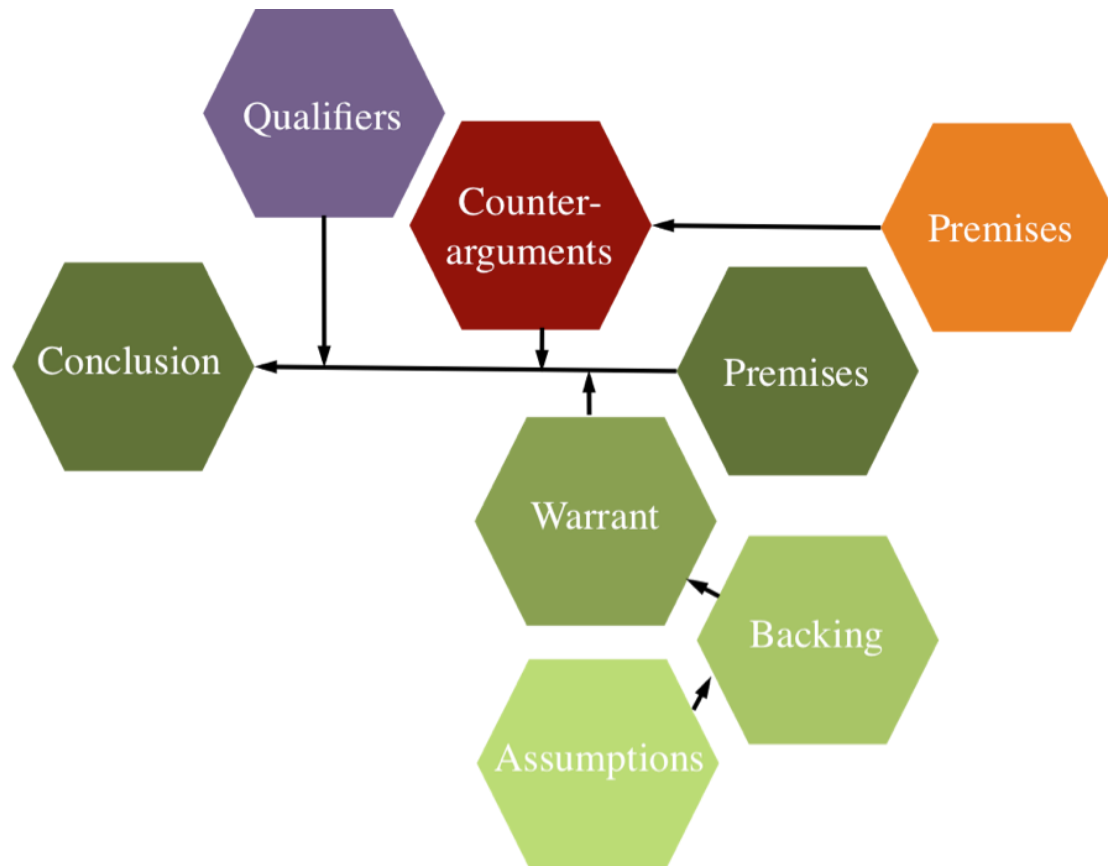 Qualifiers
Counter-
arguments
Premises
Conclusion
Premises
Warrant
Backing
Assumptions